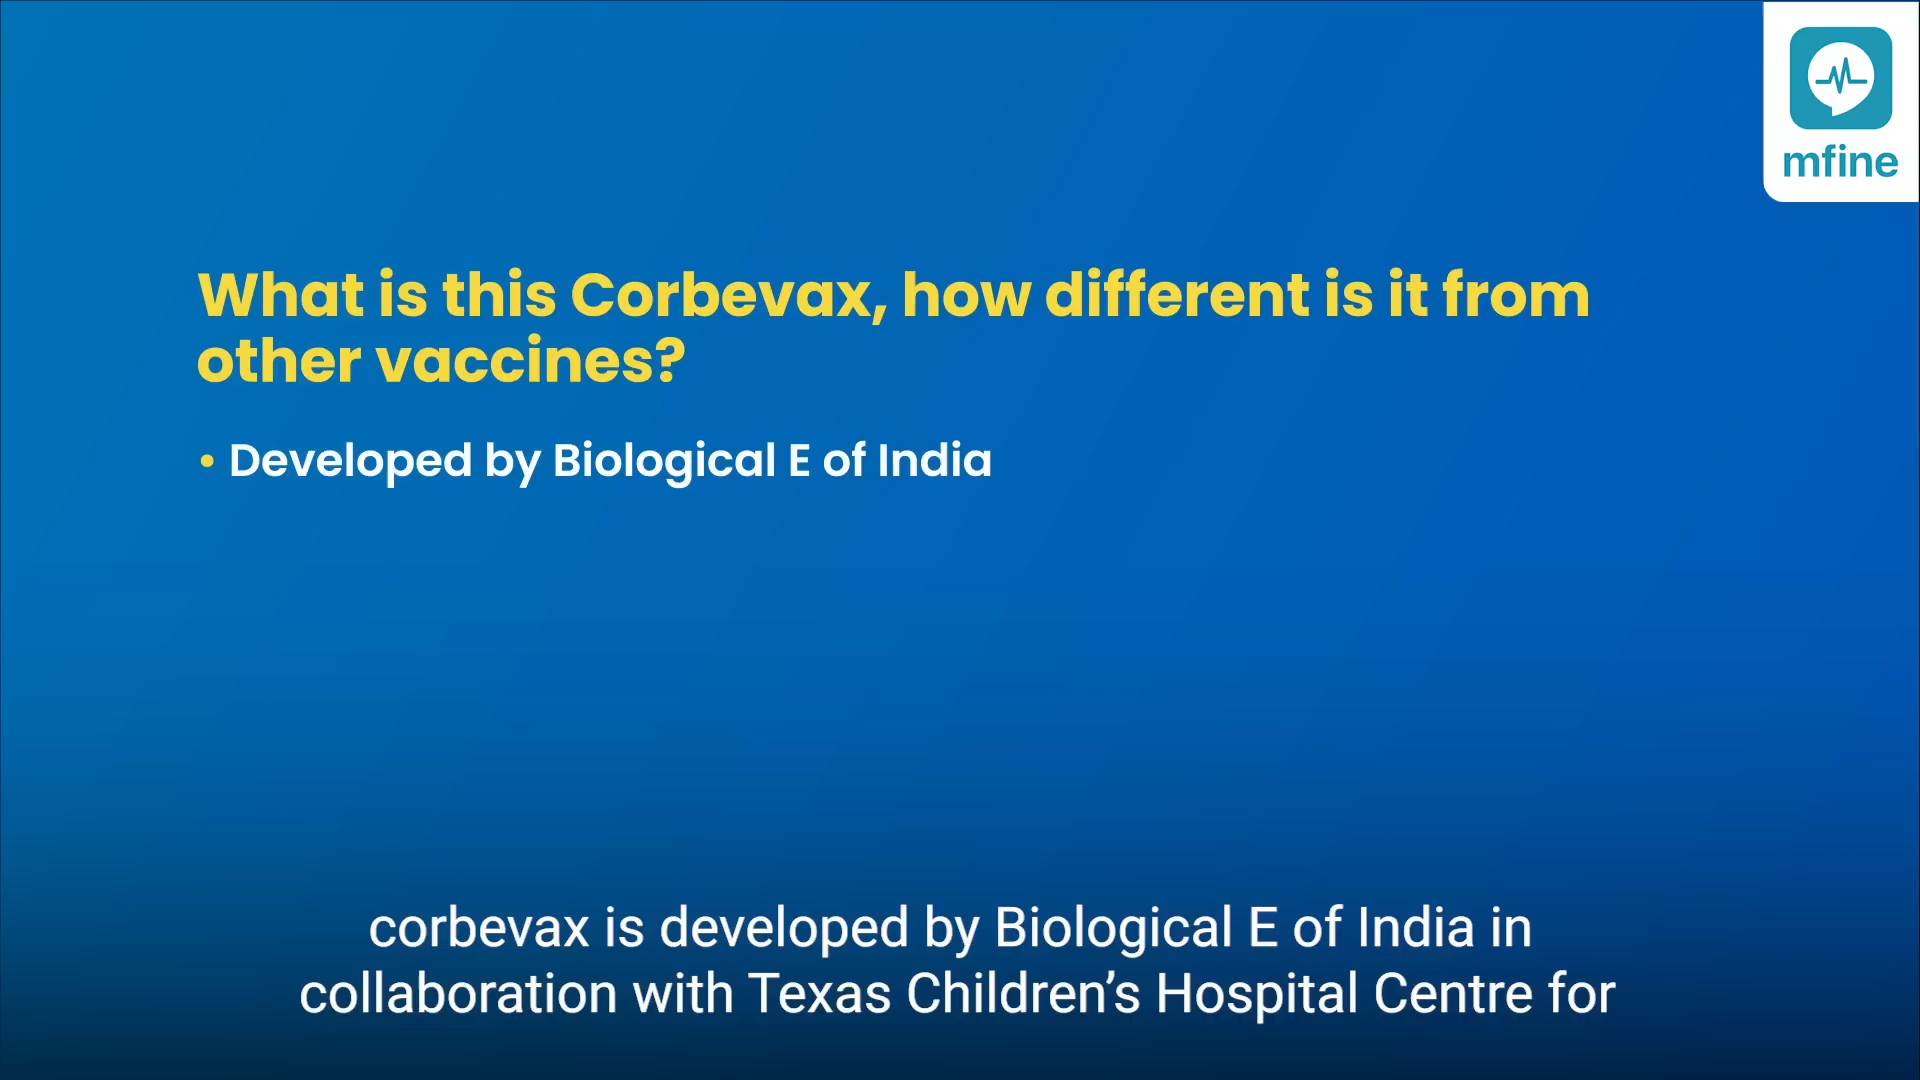 mfine
What is this Corbevax, how different is it from
other vaccines?
• Developed by Biological E of India
corbevax is developed by Biological E of India in
collaboration with Texas Children’s Hospital Centre for